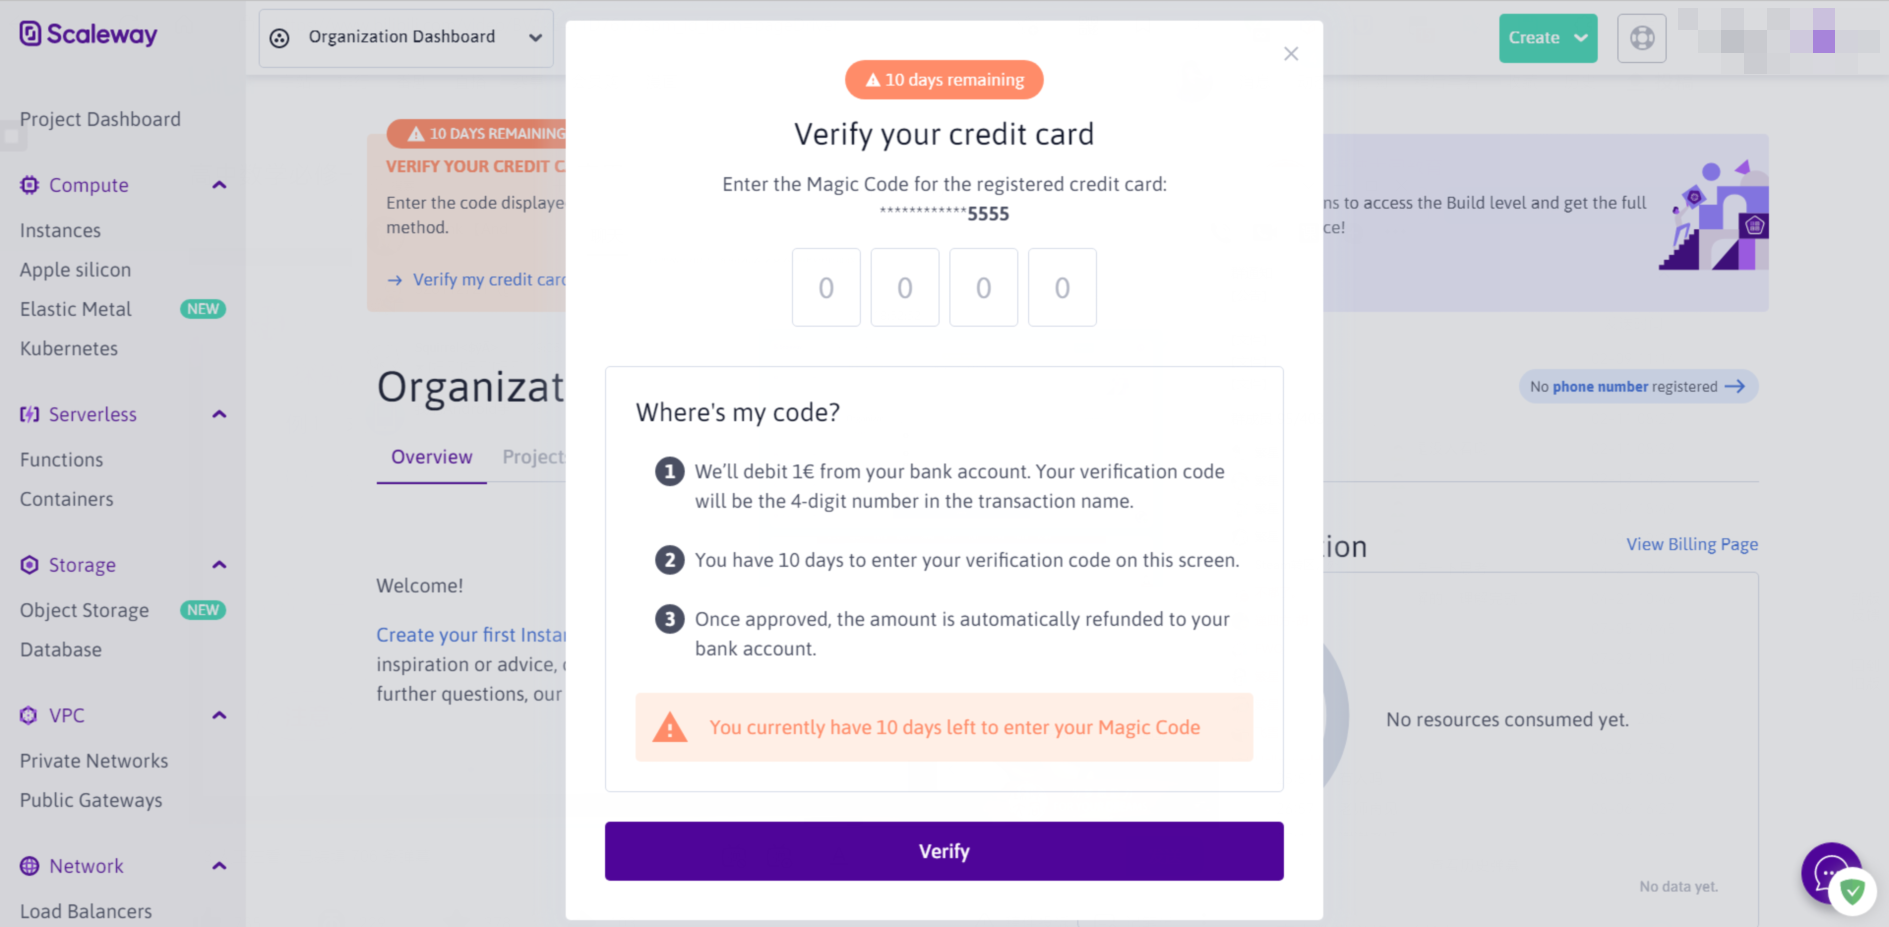 Scaleway
Organization Dashboard
Create
Project Dashboard
Compute
Instances
Apple silicon
Elastic Metal NEW
Kubernetes
Serverless
Functions
Containers
Storage
Object Storage NEW
Database
VPC
Private Networks
Public Gateways
Network
Load Balancers
10 DAYS REMAINING
VERIFY YOUR CREDIT C
Enter the code displaye
method.
→ Verify my credit card
ns to access the Build level and get the full
ce!
Organizat
No phone number registered →
Overview Projects
Welcome!
Create your first Instan
inspiration or advice,
further questions, our
tion
View Billing Page
No resources consumed yet.
No data yet.
10 days remaining
Verify your credit card
Enter the Magic Code for the registered credit card:
************5555
0 0 0 0
Where's my code?
1 We’ll debit 1€ from your bank account. Your verification code
will be the 4-digit number in the transaction name.
2 You have 10 days to enter your verification code on this screen.
3 Once approved, the amount is automatically refunded to your
bank account.
You currently have 10 days left to enter your Magic Code
Verify